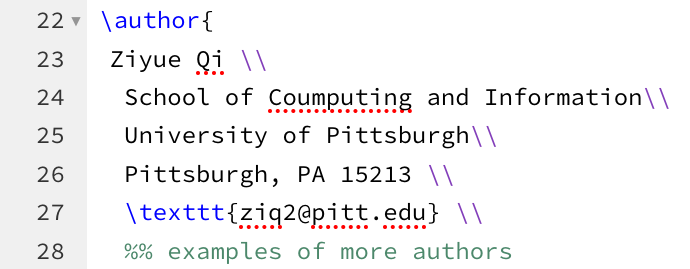 22 \author{
23 Ziyue Qi \\
24 School of Coumputing and Information\\
25 University of Pittsburgh\\
26 Pittsburgh, PA 15213 \\
27 \texttt{ziq2@pitt.edu} \\
28 %% examples of more authors